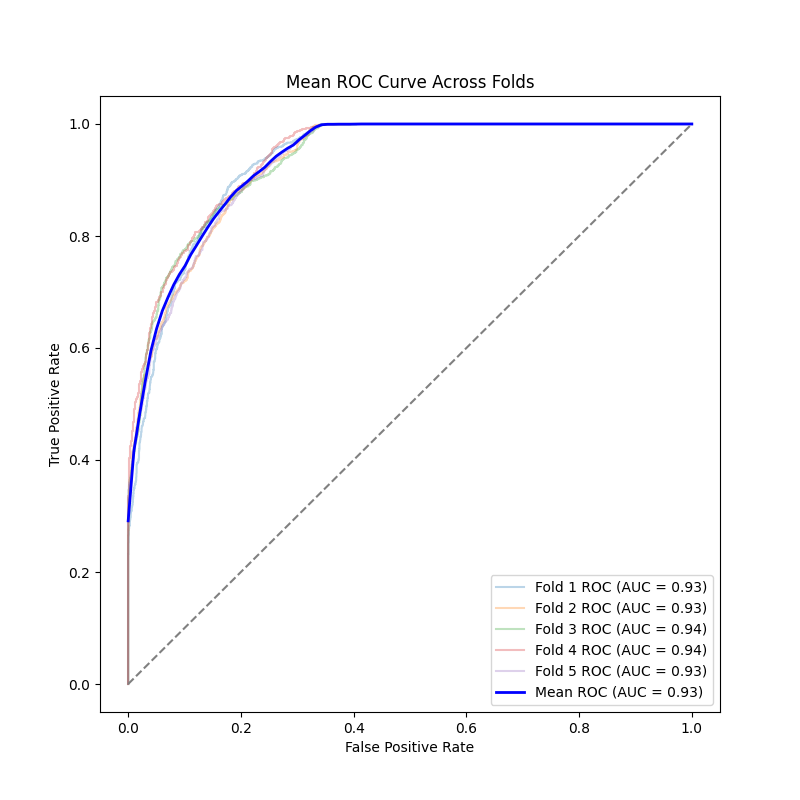 Mean ROC Curve Across Folds
1.0
0.8
0.6
0.4
0.2
0.0
True Positive Rate
0.0 0.2 0.4 0.6 0.8 1.0
False Positive Rate
Fold 1 ROC (AUC = 0.93)
Fold 2 ROC (AUC = 0.93)
Fold 3 ROC (AUC = 0.94)
Fold 4 ROC (AUC = 0.94)
Fold 5 ROC (AUC = 0.93)
Mean ROC (AUC = 0.93)